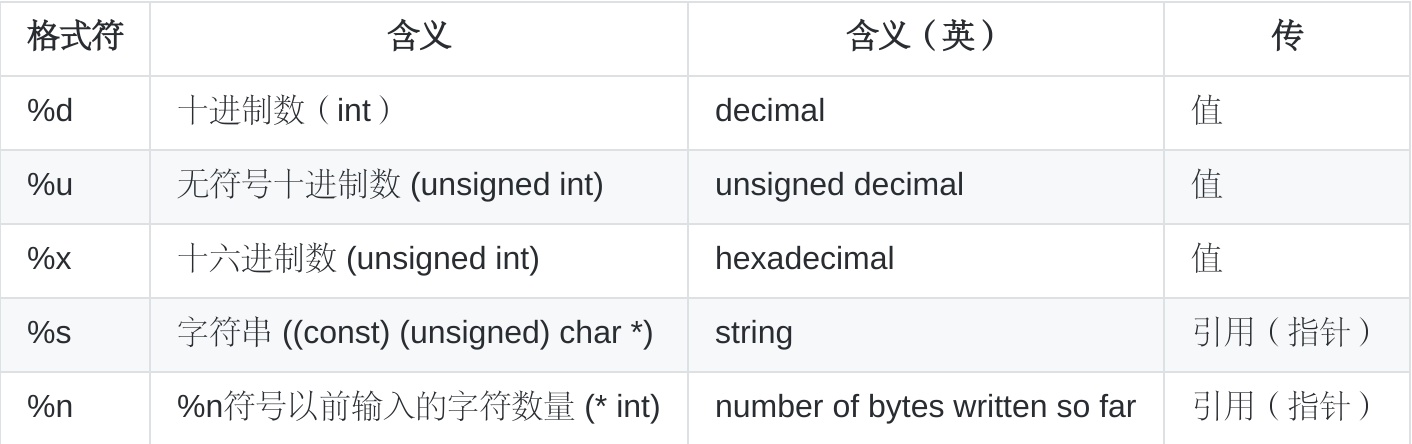 格式符 含义 含义（英） 传
%d 十进制数（int） decimal 值
%u 无符号十进制数 (unsigned int) unsigned decimal 值
%x 十六进制数 (unsigned int) hexadecimal 值
%s 字符串 ((const) (unsigned) char *) string 引用（指针）
%n %n符号以前输入的字符数量 (* int) number of bytes written so far 引用（指针）